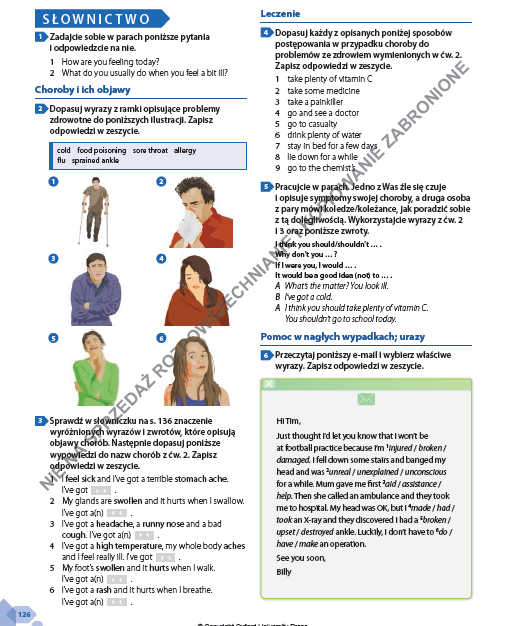 SŁOWNICTWO
1 Zadajcie sobie w parach poniższe pytania
i odpowiedzcie na nie.
1 How are you feeling today?
2 What do you usually do when you feel a bit ill?
Choroby i ich objawy
2 Dopasuj wyrazy z ramki opisujące problemy
zdrowotne do poniższych ilustracji. Zapisz
odpowiedzi w zeszycie.
cold food poisoning sore throat allergy
flu sprained ankle
1 2
3 4
5 6
3 Sprawdź w słowniczku na s. 136 znaczenie
wyróżnionych wyrazów i zwrotów, które opisują
objawy chorób. Następnie dopasuj poniższe
wypowiedzi do nazw chorób z ćw. 2. Zapisz
odpowiedzi w zeszycie.
1 I feel sick and I've got a terrible stomach ache.
I've got .
2 My glands are swollen and it hurts when I swallow.
I've got a(n) .
3 I've got a headache, a runny nose and a bad
cough. I've got a(n) .
4 I've got a high temperature, my whole body aches
and I feel really ill. I've got .
5 My foot's swollen and it hurts when I walk.
I've got a(n) .
6 I've got a rash and it hurts when I breathe.
I've got a(n) .
126
Leczenie
4 Dopasuj każdy z opisanych poniżej sposobów
postępowania w przypadku choroby do
problemów ze zdrowiem wymienionych w ćw. 2.
Zapisz odpowiedzi w zeszycie.
1 take plenty of vitamin C
2 take some medicine
3 take a painkiller
4 go and see a doctor
5 go to casualty
6 drink plenty of water
7 stay in bed for a few days
8 lie down for a while
9 go to the chemist's
5 Pracujcie w parach. Jedno z Was źle się czuje
i opisuje symptomy swojej choroby, a druga osoba
z pary mówi koledze/koleżance, jak poradzić sobie
z tą dolegliwością. Wykorzystajcie wyrazy z ćw. 2
i 3 oraz poniższe zwroty.
I think you should/shouldn't … .
Why don't you … ?
If I were you, I would … .
It would be a good idea (not) to … .
A What's the matter? You look ill.
B I've got a cold.
A I think you should take plenty of vitamin C.
You shouldn't go to school today.
Pomoc w nagłych wypadkach; urazy
6 Przeczytaj poniższy e-mail i wybierz właściwe
wyrazy. Zapisz odpowiedzi w zeszycie.
Hi Tim,
Just thought I'd let you know that I won't be
at football practice because I'm 1injured / broken /
damaged. I fell down some stairs and banged my
head and was 2unreal / unexplained / unconscious
for a while. Mum gave me first 3aid / assistance /
help. Then she called an ambulance and they took
me to hospital. My head was OK, but I 4made / had /
took an X-ray and they discovered I had a 5broken /
upset / destroyed ankle. Luckily, I don't have to 6do /
have / make an operation.
See you soon,
Billy